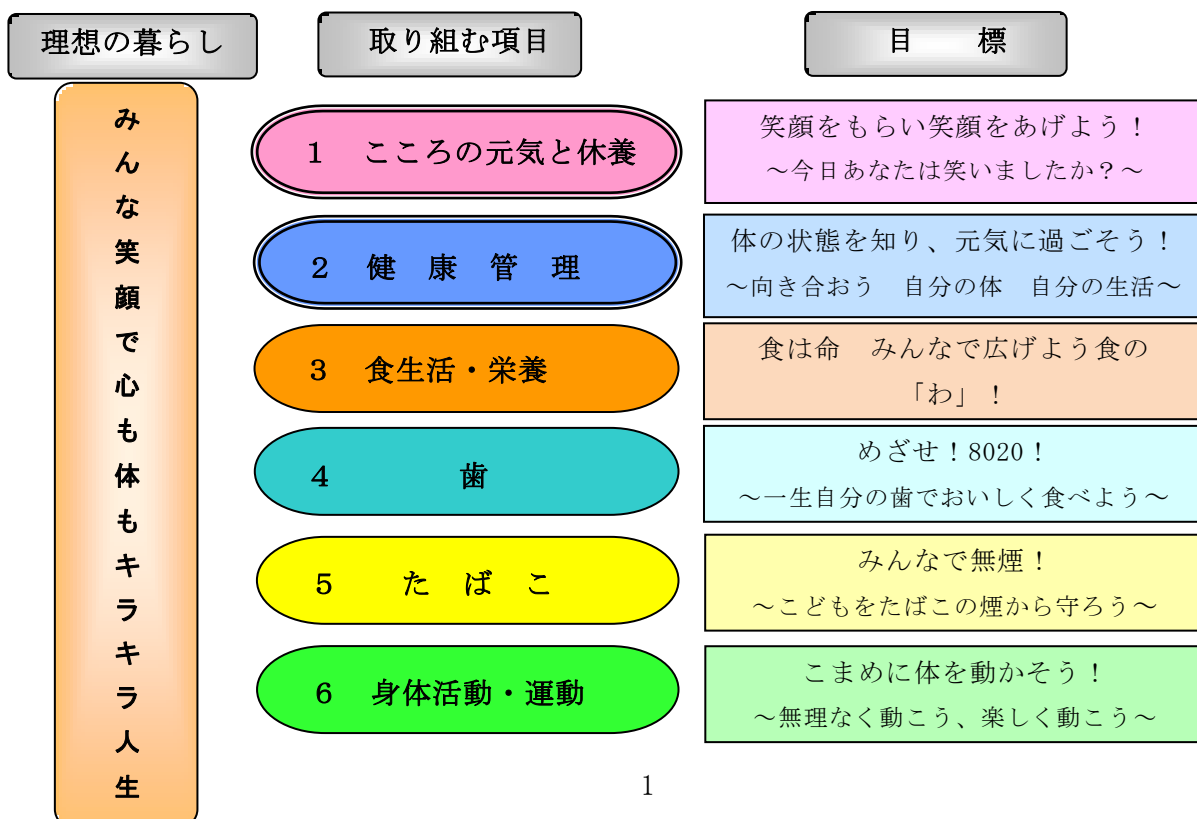 理想の暮らし
取り組む項目
目　　標
みんな笑顔で心も体もキラキラ人生
１　こころの元気と休養
笑顔をもらい笑顔をあげよう！
～今日あなたは笑いましたか？～
２　健　康　管　理
体の状態を知り、元気に過ごそう！
～向き合おう　自分の体　自分の生活～
３　食生活・栄養
食は命　みんなで広げよう食の
「わ」！
４　　　　歯
めざせ！8020！
～一生自分の歯でおいしく食べよう～
５　　た　ば　こ
みんなで無煙！
～こどもをたばこの煙から守ろう～
６　身体活動・運動
こまめに体を動かそう！
～無理なく動こう、楽しく動こう～
1